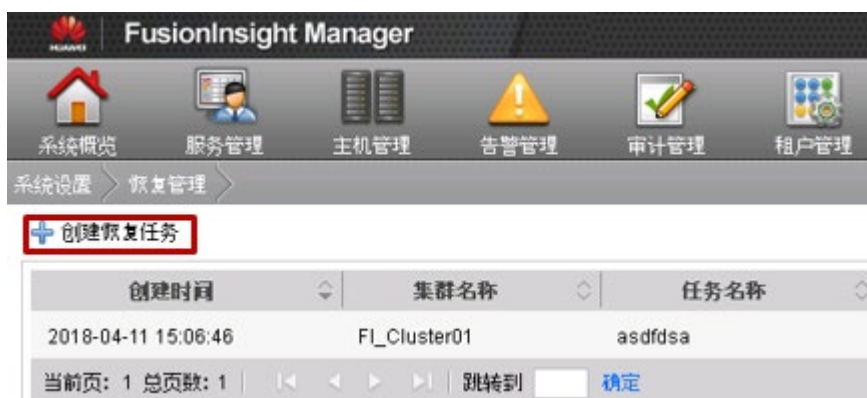 HUAWEI FusionInsight Manager
系统概览 服务管理 主机管理 告警管理 审计管理 租户管理
系统设置 恢复管理
创建恢复任务
创建时间 集群名称 任务名称
2018-04-11 15:06:46 FI_Cluster01 asdfdsa
当前页: 1 总页数: 1 跳转到 确定